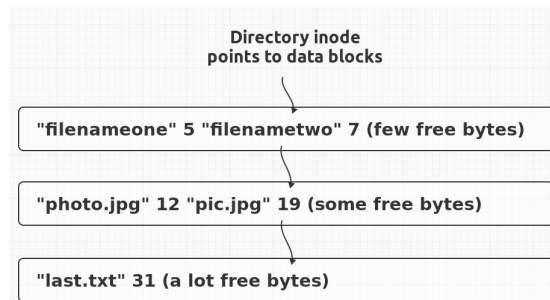 Directory inode
points to data blocks
"filenameone" 5 "filenametwo" 7 (few free bytes)
"photo.jpg" 12 "pic.jpg" 19 (some free bytes)
"last.txt" 31 (a lot free bytes)